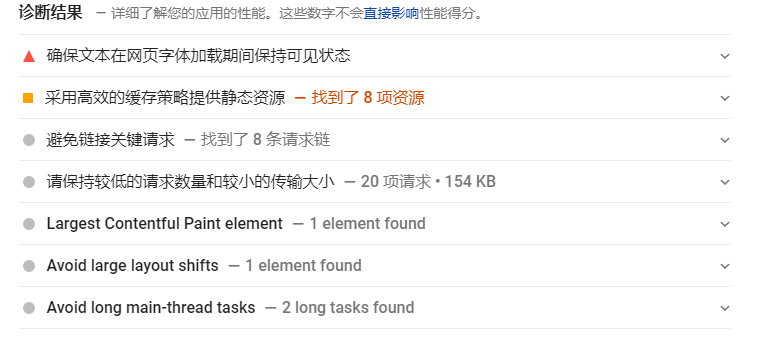 诊断结果 — 详细了解您的应用的性能。这些数字不会直接影响性能得分。
确保文本在网页字体加载期间保持可见状态
采用高效的缓存策略提供静态资源 — 找到了 8 项资源
避免链接关键请求 — 找到了 8 条请求链
请保持较低的请求数量和较小的传输大小 — 20 项请求 • 154 KB
Largest Contentful Paint element — 1 element found
Avoid large layout shifts — 1 element found
Avoid long main-thread tasks — 2 long tasks found